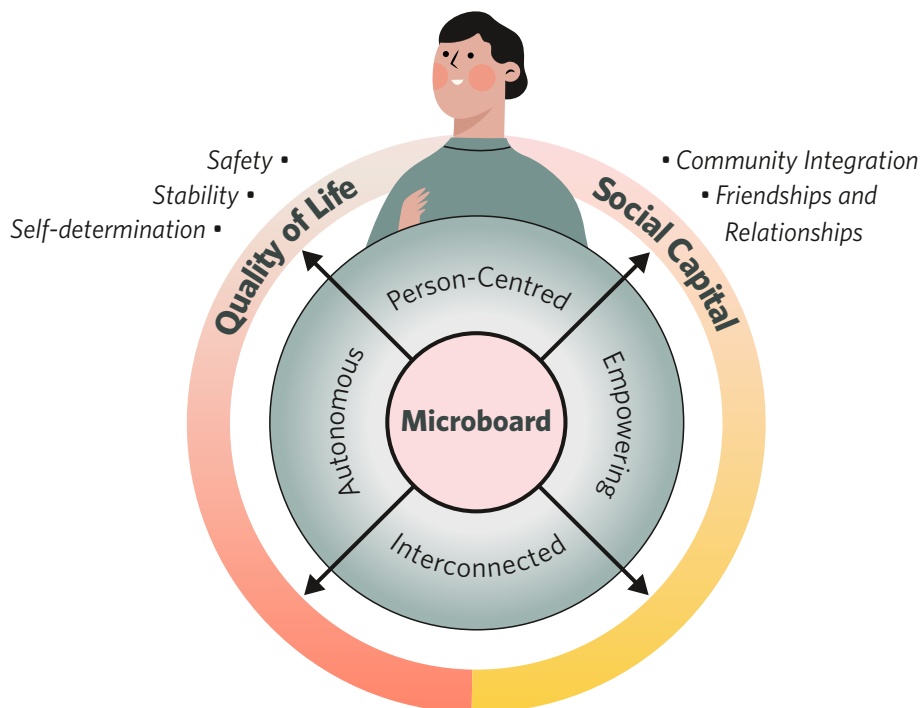 Safety •
Stability •
Self-determination •
Quality of Life
Social Capital
• Community Integration
• Friendships and
Relationships
Person-Centred
Autonomous
Microboard
Empowering
Interconnected